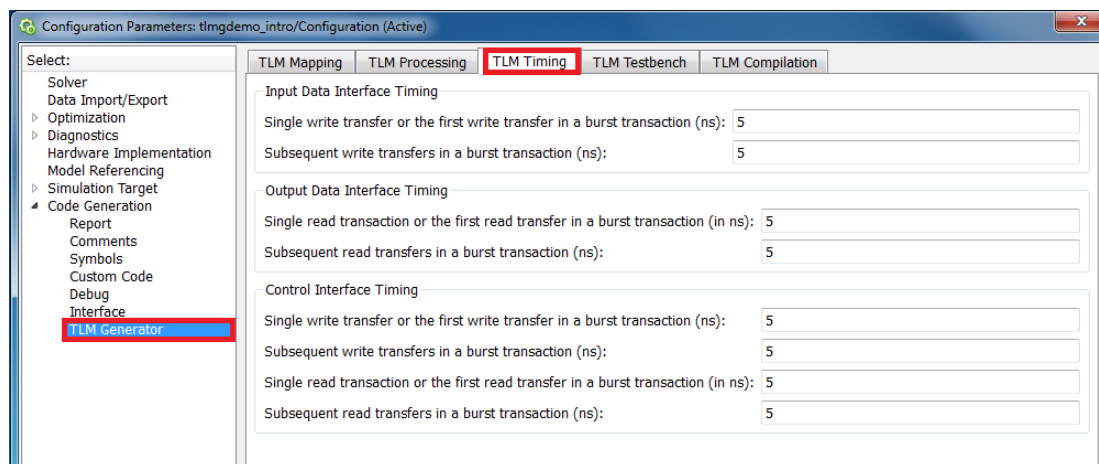 Configuration Parameters: tlmgdemo_intro/Configuration (Active)
Select:
Solver
Data Import/Export
Optimization
Diagnostics
Hardware Implementation
Model Referencing
Simulation Target
Code Generation
Report
Comments
Symbols
Custom Code
Debug
Interface
TLM Generator
TLM Mapping TLM Processing TLM Timing TLM Testbench TLM Compilation
Input Data Interface Timing
Single write transfer or the first write transfer in a burst transaction (ns): 5
Subsequent write transfers in a burst transaction (ns): 5
Output Data Interface Timing
Single read transaction or the first read transfer in a burst transaction (in ns): 5
Subsequent read transfers in a burst transaction (ns): 5
Control Interface Timing
Single write transfer or the first write transfer in a burst transaction (ns): 5
Subsequent write transfers in a burst transaction (ns): 5
Single read transaction or the first read transfer in a burst transaction (in ns): 5
Subsequent read transfers in a burst transaction (ns): 5